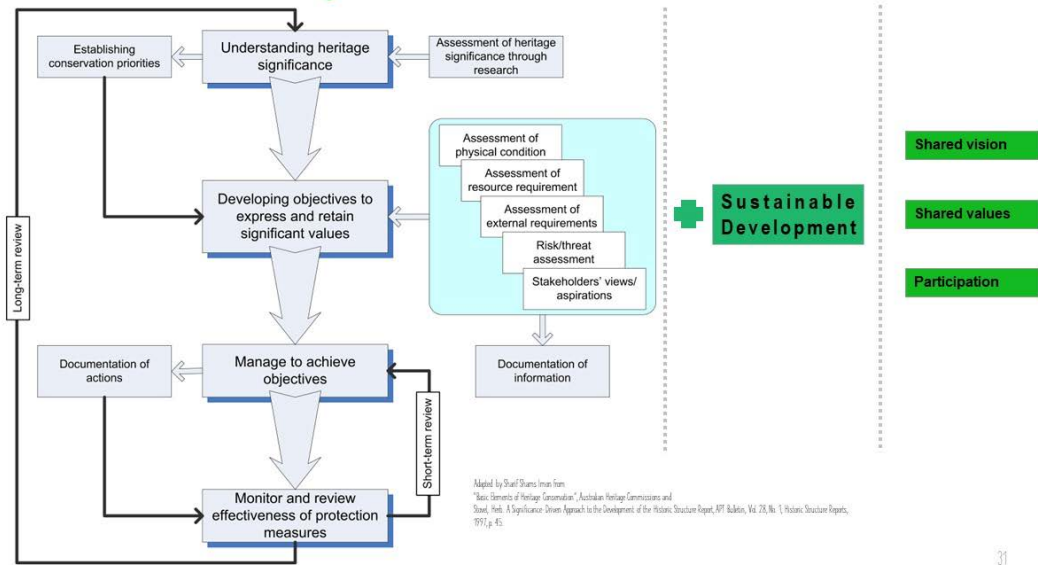 Establishing
conservation priorities
Understanding heritage
significance
Assessment of heritage
significance through
research
Developing objectives to
express and retain
significant values
Assessment of
physical condition
Assessment of
resource requirement
Assessment of
external requirements
Risk/threat
assessment
Stakeholders' views/
aspirations
Sustainable
Development
Shared vision
Shared values
Participation
Long-term review
Documentation of
actions
Manage to achieve
objectives
Documentation of
information
Short-term review
Monitor and review
effectiveness of protection
measures
Adapted by Sharif Shams Imon from
"Basic Elements of Heritage Conservation", Australian Heritage Commissions and
Stovel, Herb. A Significance-Driven Approach to the Development of the Historic Structure Report, APT Bulletin, Vol. 28, No. 1, Historic Structure Reports,
1997, p. 45.
31